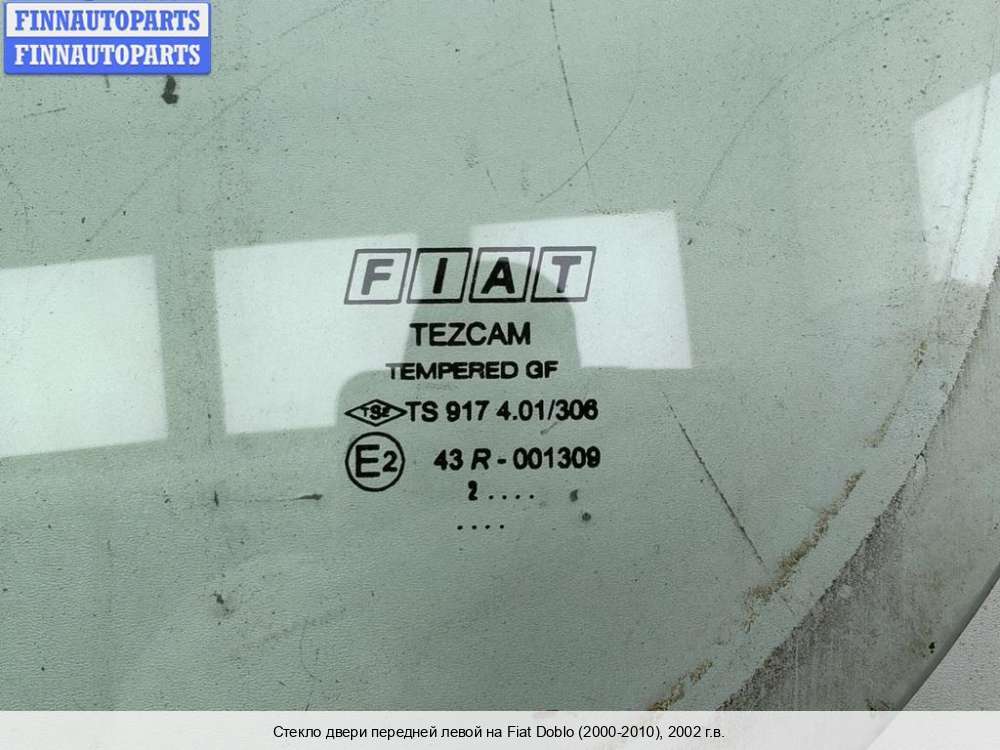 FINNAUTOPARTS
FINNAUTOPARTS
FIAT
TEZCAM
TEMPERED GF
TSE TS 917 4.01/306
E2 43 R - 001309
2 ....
....
Стекло двери передней левой на Fiat Doblo (2000-2010), 2002 г.в.